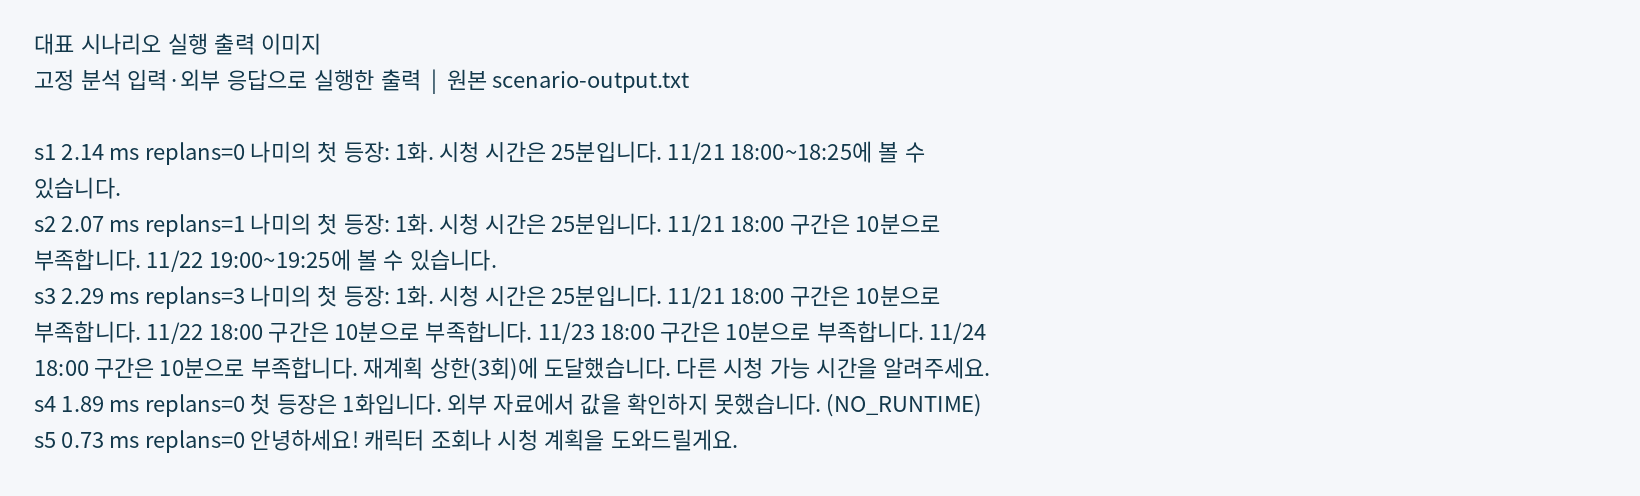 대표 시나리오 실행 출력 이미지
고정 분석 입력·외부 응답으로 실행한 출력 | 원본 scenario-output.txt
s1 2.14 ms replans=0 나미의 첫 등장: 1화. 시청 시간은 25분입니다. 11/21 18:00~18:25에 볼 수
있습니다.
s2 2.07 ms replans=1 나미의 첫 등장: 1화. 시청 시간은 25분입니다. 11/21 18:00 구간은 10분으로
부족합니다. 11/22 19:00~19:25에 볼 수 있습니다.
s3 2.29 ms replans=3 나미의 첫 등장: 1화. 시청 시간은 25분입니다. 11/21 18:00 구간은 10분으로
부족합니다. 11/22 18:00 구간은 10분으로 부족합니다. 11/23 18:00 구간은 10분으로 부족합니다. 11/24
18:00 구간은 10분으로 부족합니다. 재계획 상한(3회)에 도달했습니다. 다른 시청 가능 시간을 알려주세요.
s4 1.89 ms replans=0 첫 등장은 1화입니다. 외부 자료에서 값을 확인하지 못했습니다. (NO_RUNTIME)
s5 0.73 ms replans=0 안녕하세요! 캐릭터 조회나 시청 계획을 도와드릴게요.